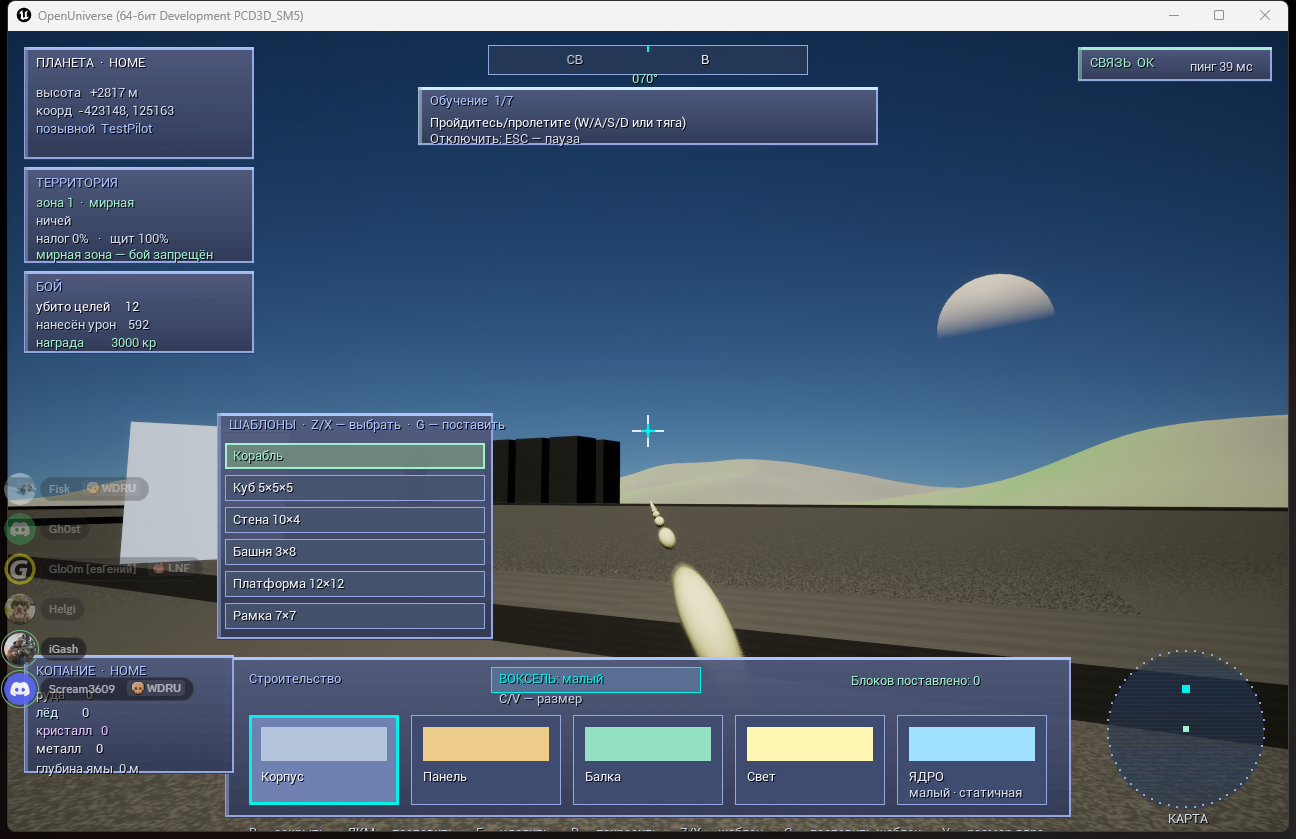 OpenUniverse (64-бит Development PCD3D_SM5)
ПЛАНЕТА · HOME
высота +2817 м
коорд -423148, 125163
позывной TestPilot
СВ В
070°
Обучение 1/7
Пройдитесь/пролетите (W/A/S/D или тяга)
Отключить: ESC — пауза
СВЯЗЬ ОК пинг 39 мс
ТЕРРИТОРИЯ
зона 1 · мирная
ничей
налог 0% · щит 100%
мирная зона — бой запрещён
БОЙ
убито целей 12
нанесён урон 592
награда 3000 кр
ШАБЛОНЫ · Z/X — выбрать · G — поставить
Корабль
Куб 5×5×5
Стена 10×4
Башня 3×8
Платформа 12×12
Рамка 7×7
Fisk WDRU
Gh0st
Glo0m [евГений] LNF
Helgi
iGash
Scream3609 WDRU
КОПАНИЕ · HOME
руда 0
лёд 0
кристалл 0
металл 0
глубина ямы 0 м
Строительство
ВОКСЕЛЬ: малый
C/V — размер
Блоков поставлено: 0
Корпус
Панель
Балка
Свет
ЯДРО
малый · статичная
КАРТА